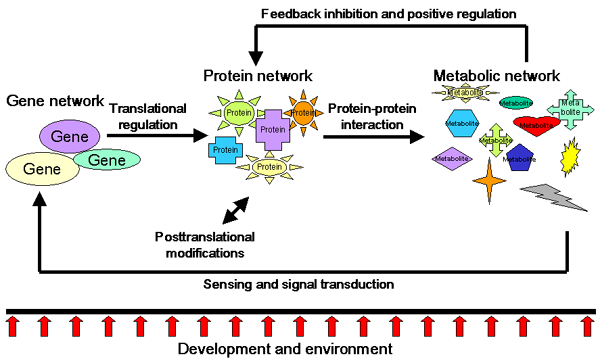 Feedback inhibition and positive regulation
Protein network
Metabolic network
Gene network
Translational
regulation
Protein-protein
interaction
Gene
Gene
Gene
Protein
Protein
Protein
Protein
Protein
Metabolite
Metabolite
Meta
bolite
Metabolite
Metabolite
Metabolite
Metabolite
Metabolite
Posttranslational
modifications
Sensing and signal transduction
Development and environment